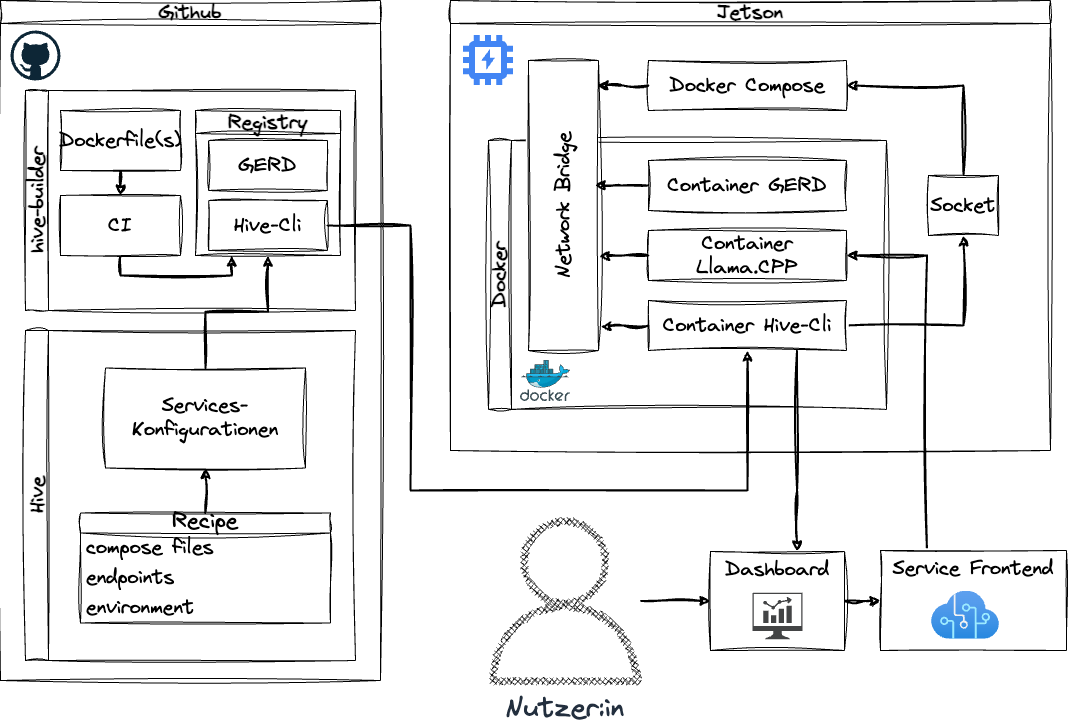 Github
hive-builder
Dockerfile(s)
CI
Registry
GERD
Hive-Cli
Hive
Services-
Konfigurationen
Recipe
compose files
endpoints
environment
Jetson
Docker Compose
Network Bridge
Docker
Container GERD
Container
Llama.CPP
Container Hive-Cli
docker
Socket
Nutzer:in
Dashboard
Service Frontend